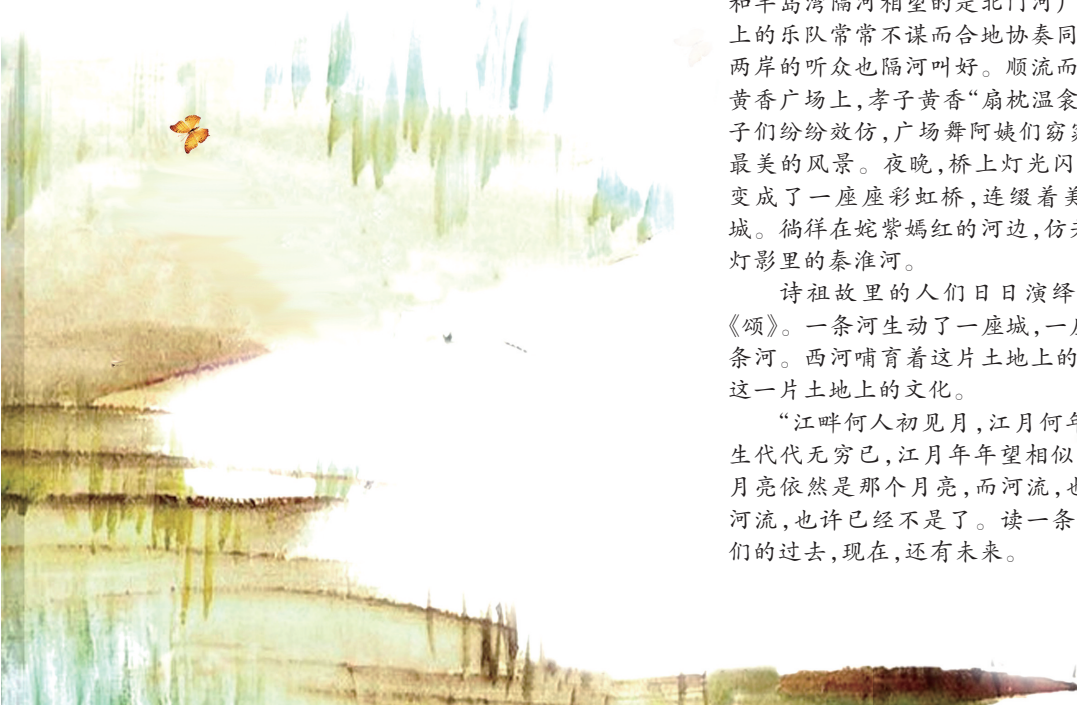 和半岛湾隔河相望的是北门河广
上的乐队常常不谋而合地协奏同
两岸的听众也隔河叫好。顺流而
黄香广场上,孝子黄香“扇枕温衾
子们纷纷效仿,广场舞阿姨们窈窕
最美的风景。夜晚,桥上灯光闪
变成了一座座彩虹桥,连缀着美
城。徜徉在姹紫嫣红的河边,仿
灯影里的秦淮河。
诗祖故里的人们日日演绎
《颂》。一条河生动了一座城,一
条河。西河哺育着这片土地上的
这一片土地上的文化。
“江畔何人初见月,江月何年
生代代无穷已,江月年年望相似
月亮依然是那个月亮,而河流,也
河流,也许已经不是了。读一条
们的过去,现在,还有未来。